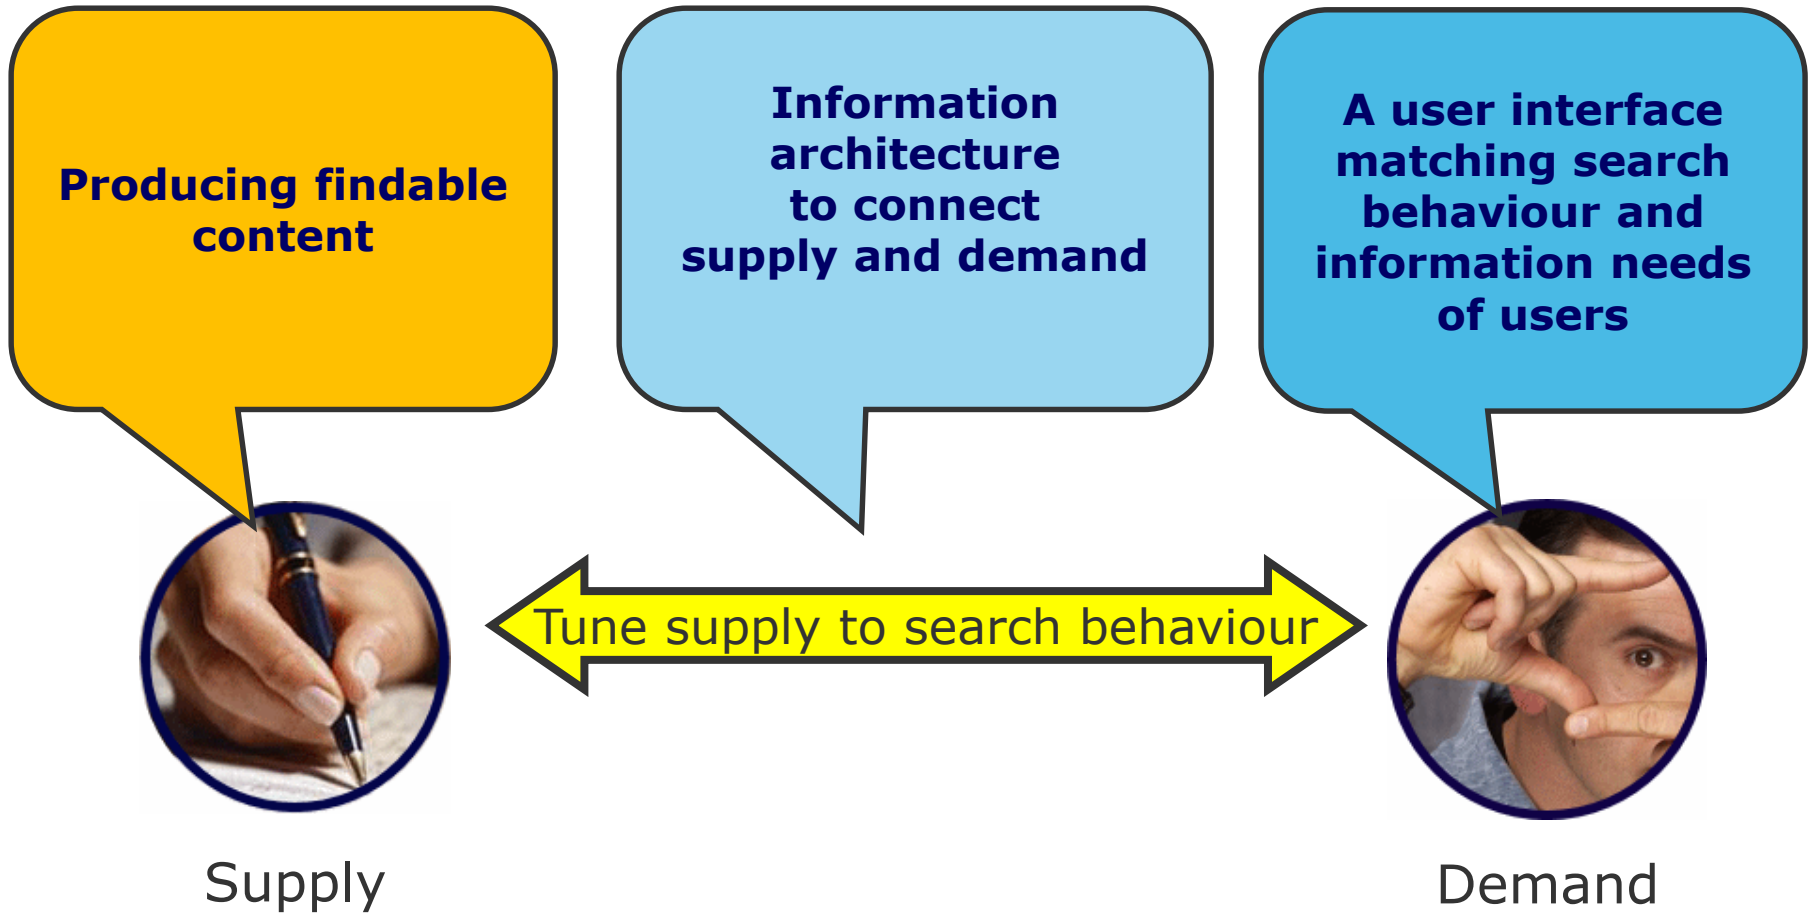 Producing findable
content
Information
architecture
to connect
supply and demand
A user interface
matching search
behaviour and
information needs
of users
Tune supply to search behaviour
Supply
Demand